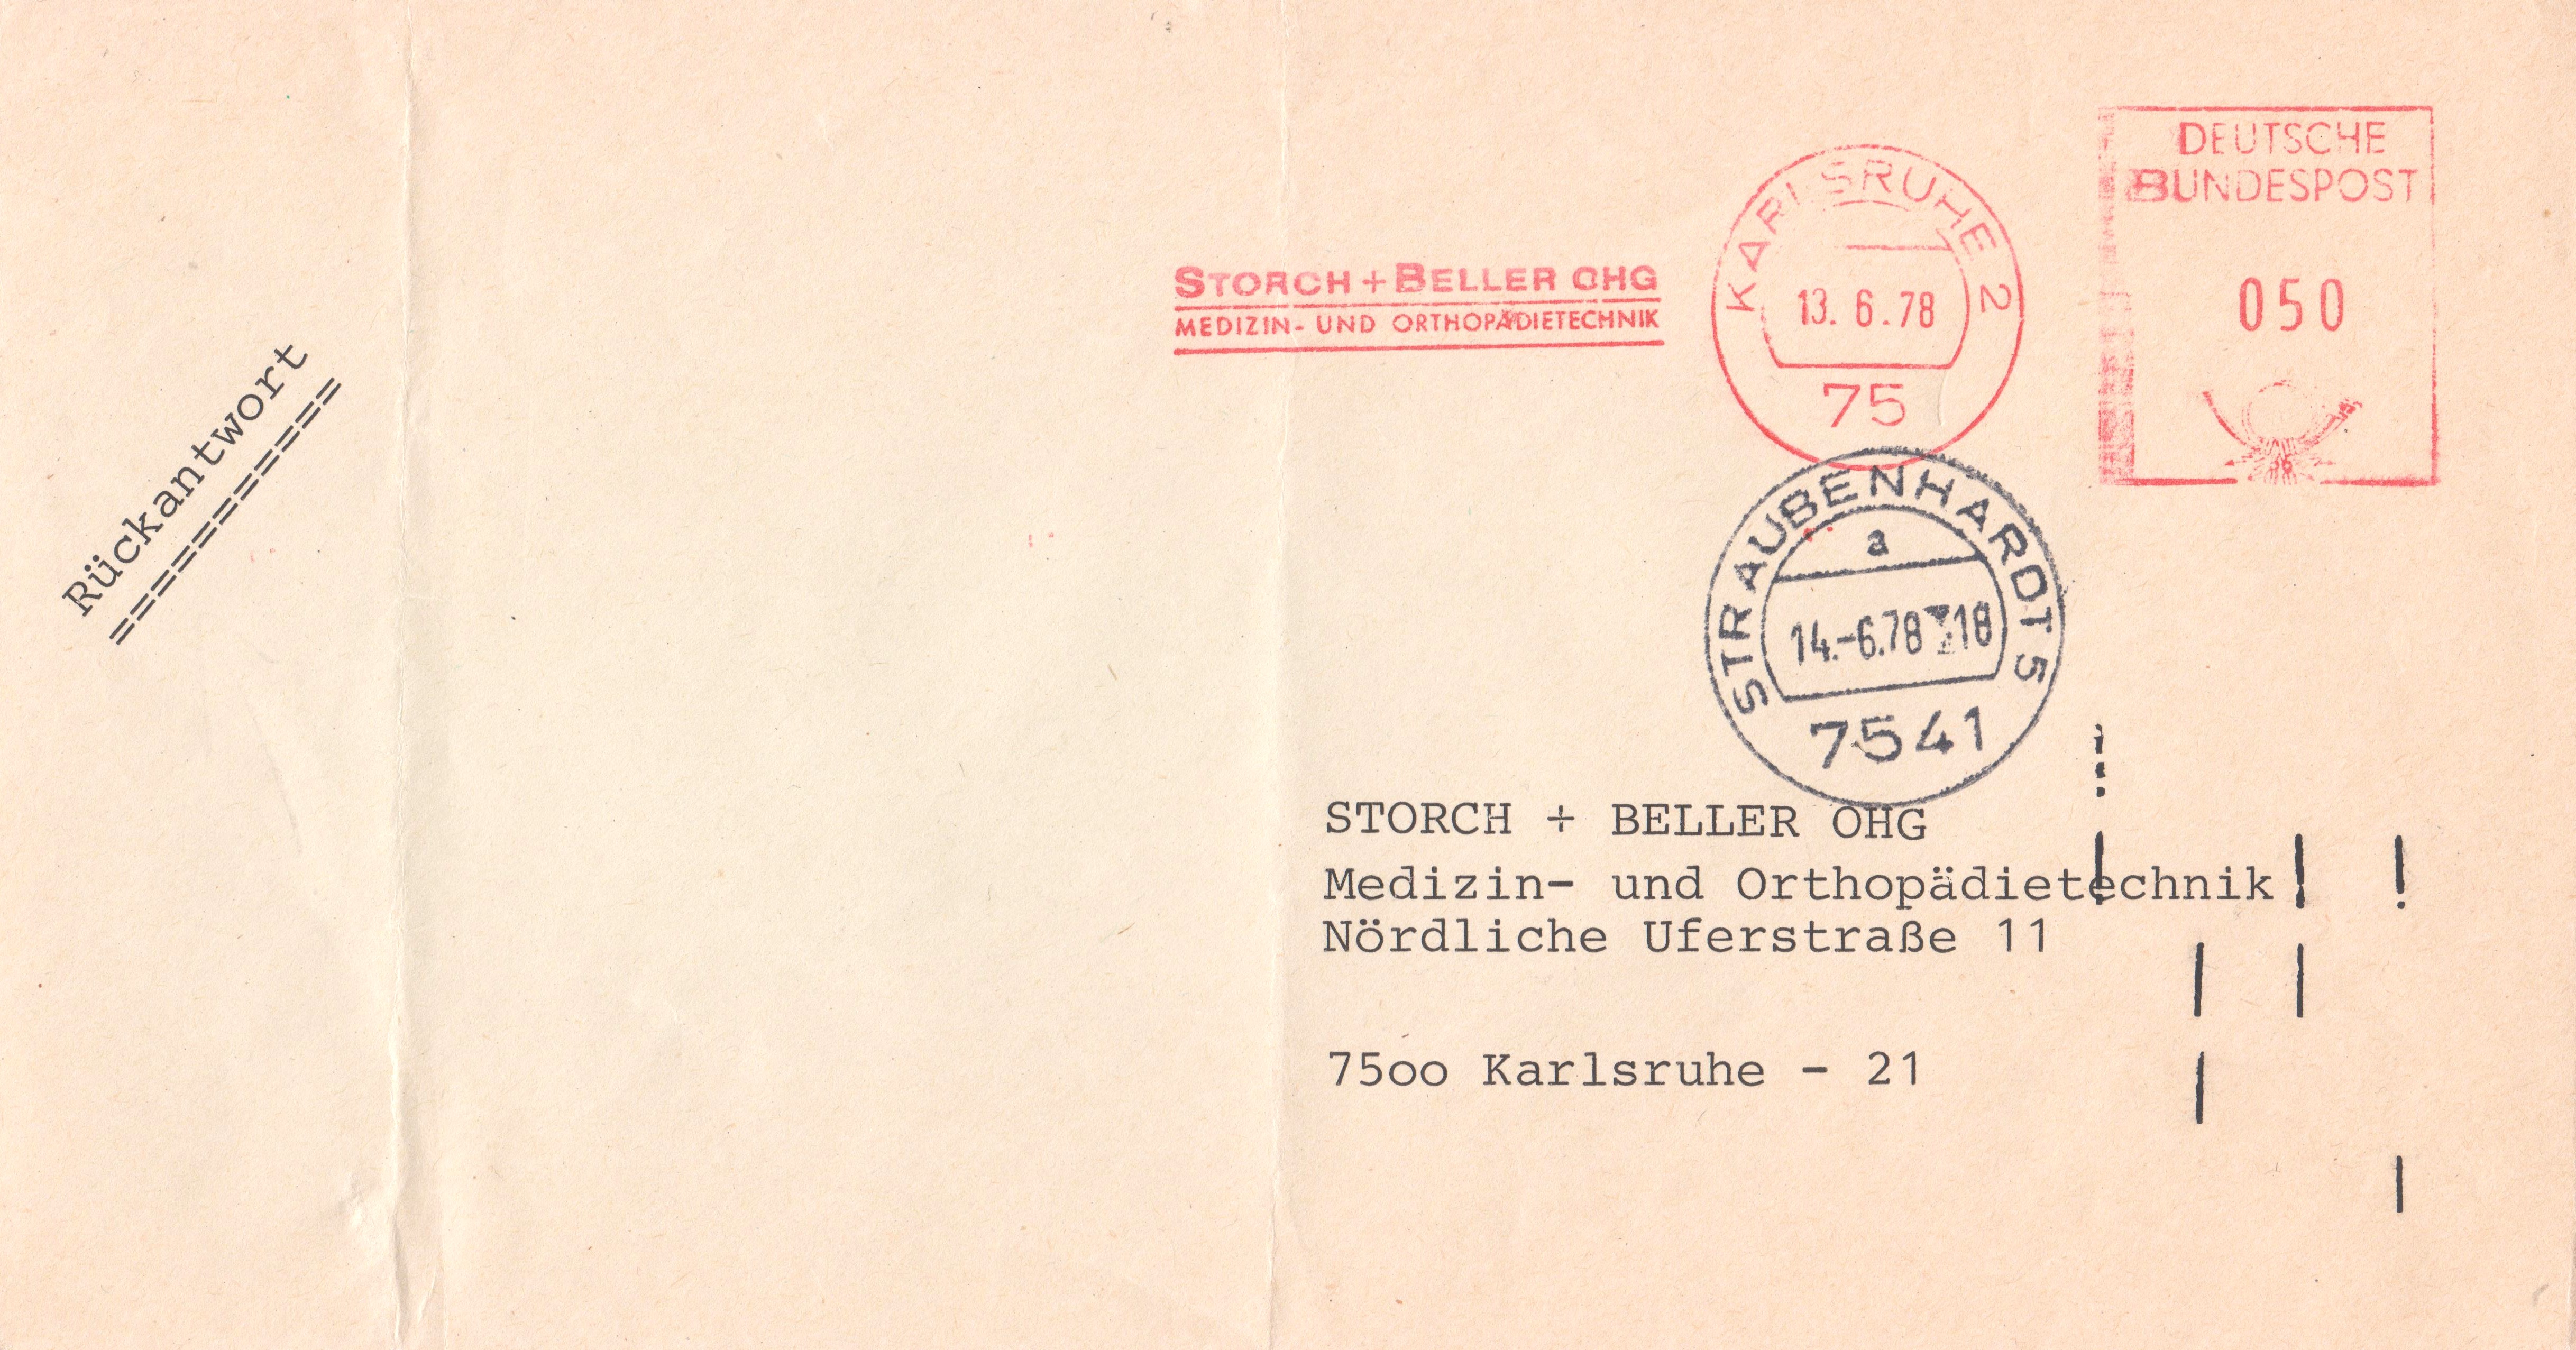 DEUTSCHE
BUNDESPOST
050
KARLSRUHE 2
13. 6.78
75
STORCH + BELLER OHG
MEDIZIN- UND ORTHOPÄDIETECHNIK
Rückantwort
===========
STRAUBENHARDT 5
a
14.-6.78 18
7541
STORCH + BELLER OHG
Medizin- und Orthopädietechnik
Nördliche Uferstraße 11
75oo Karlsruhe - 21